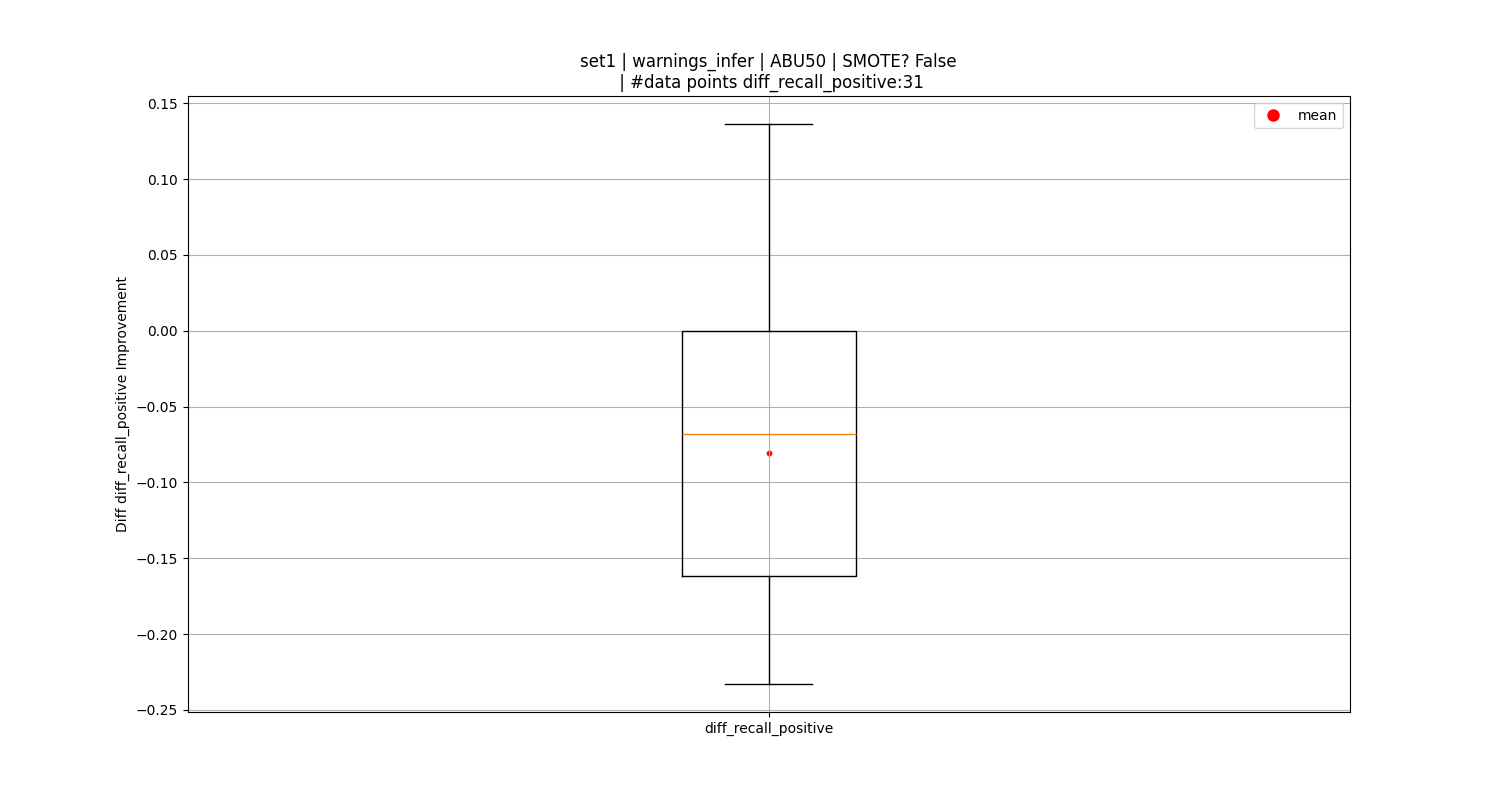 set1 | warnings_infer | ABU50 | SMOTE? False
| #data points diff_recall_positive:31
mean
0.15
0.10
0.05
0.00
−0.05
−0.10
−0.15
−0.20
−0.25
Diff diff_recall_positive Improvement
diff_recall_positive